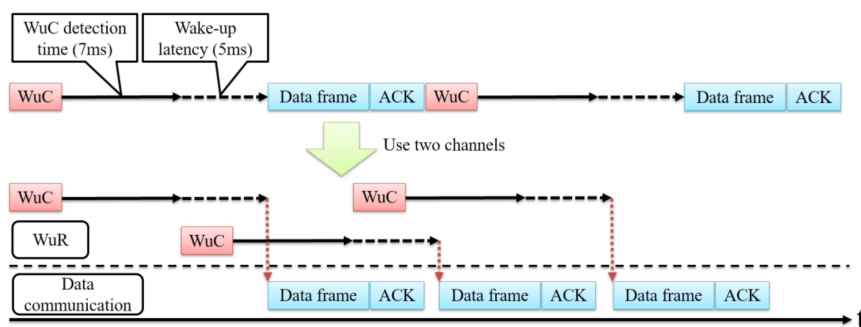 WuC detection
time (7ms)
Wake-up
latency (5ms)
WuC
Data frame
ACK
WuC
Data frame
ACK
Use two channels
WuC
WuC
WuR
WuC
Data
communication
Data frame
ACK
Data frame
ACK
Data frame
ACK
t